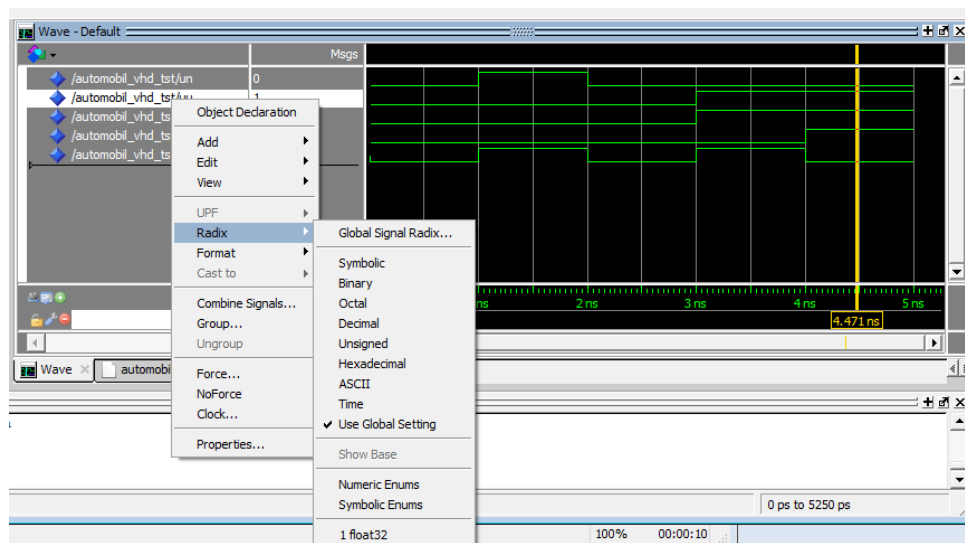 Wave - Default
Msgs
/automobil_vhd_tst/un 0
/automobil_vhd_tst/uu 1
/automobil_vhd_ts
/automobil_vhd_ts
/automobil_vhd_ts
Object Declaration
Add
Edit
View
UPF
Radix
Format
Cast to
Combine Signals...
Group...
Ungroup
Force...
NoForce
Clock...
Properties...
Global Signal Radix...
Symbolic
Binary
Octal
Decimal
Unsigned
Hexadecimal
ASCII
Time
Use Global Setting
Show Base
Numeric Enums
Symbolic Enums
1 float32
ns 2 ns 3 ns 4 ns 5 ns
4.471 ns
Wave automobi
0 ps to 5250 ps
100% 00:00:10